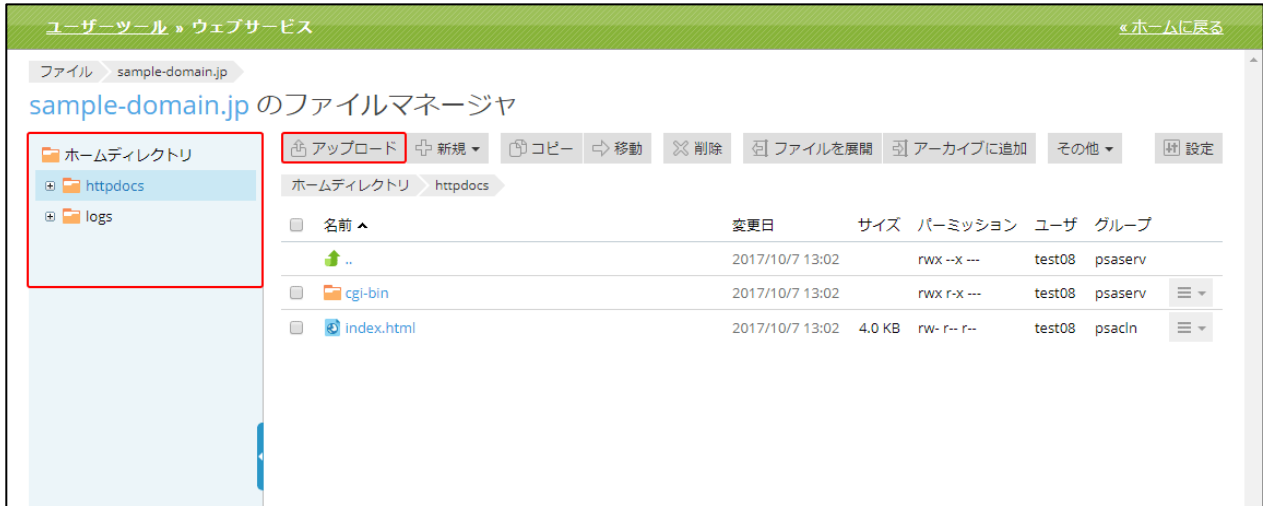 ユーザーツール » ウェブサービス «ホームに戻る
ファイル sample-domain.jp
sample-domain.jp のファイルマネージャ
ホームディレクトリ
httpdocs
logs
アップロード 新規 コピー 移動 削除 ファイルを展開 アーカイブに追加 その他 設定
ホームディレクトリ httpdocs
名前 変更日 サイズ パーミッション ユーザ グループ
.. 2017/10/7 13:02 rwx --x --- test08 psaserv
cgi-bin 2017/10/7 13:02 rwx r-x --- test08 psaserv
index.html 2017/10/7 13:02 4.0 KB rw- r-- r-- test08 psacln